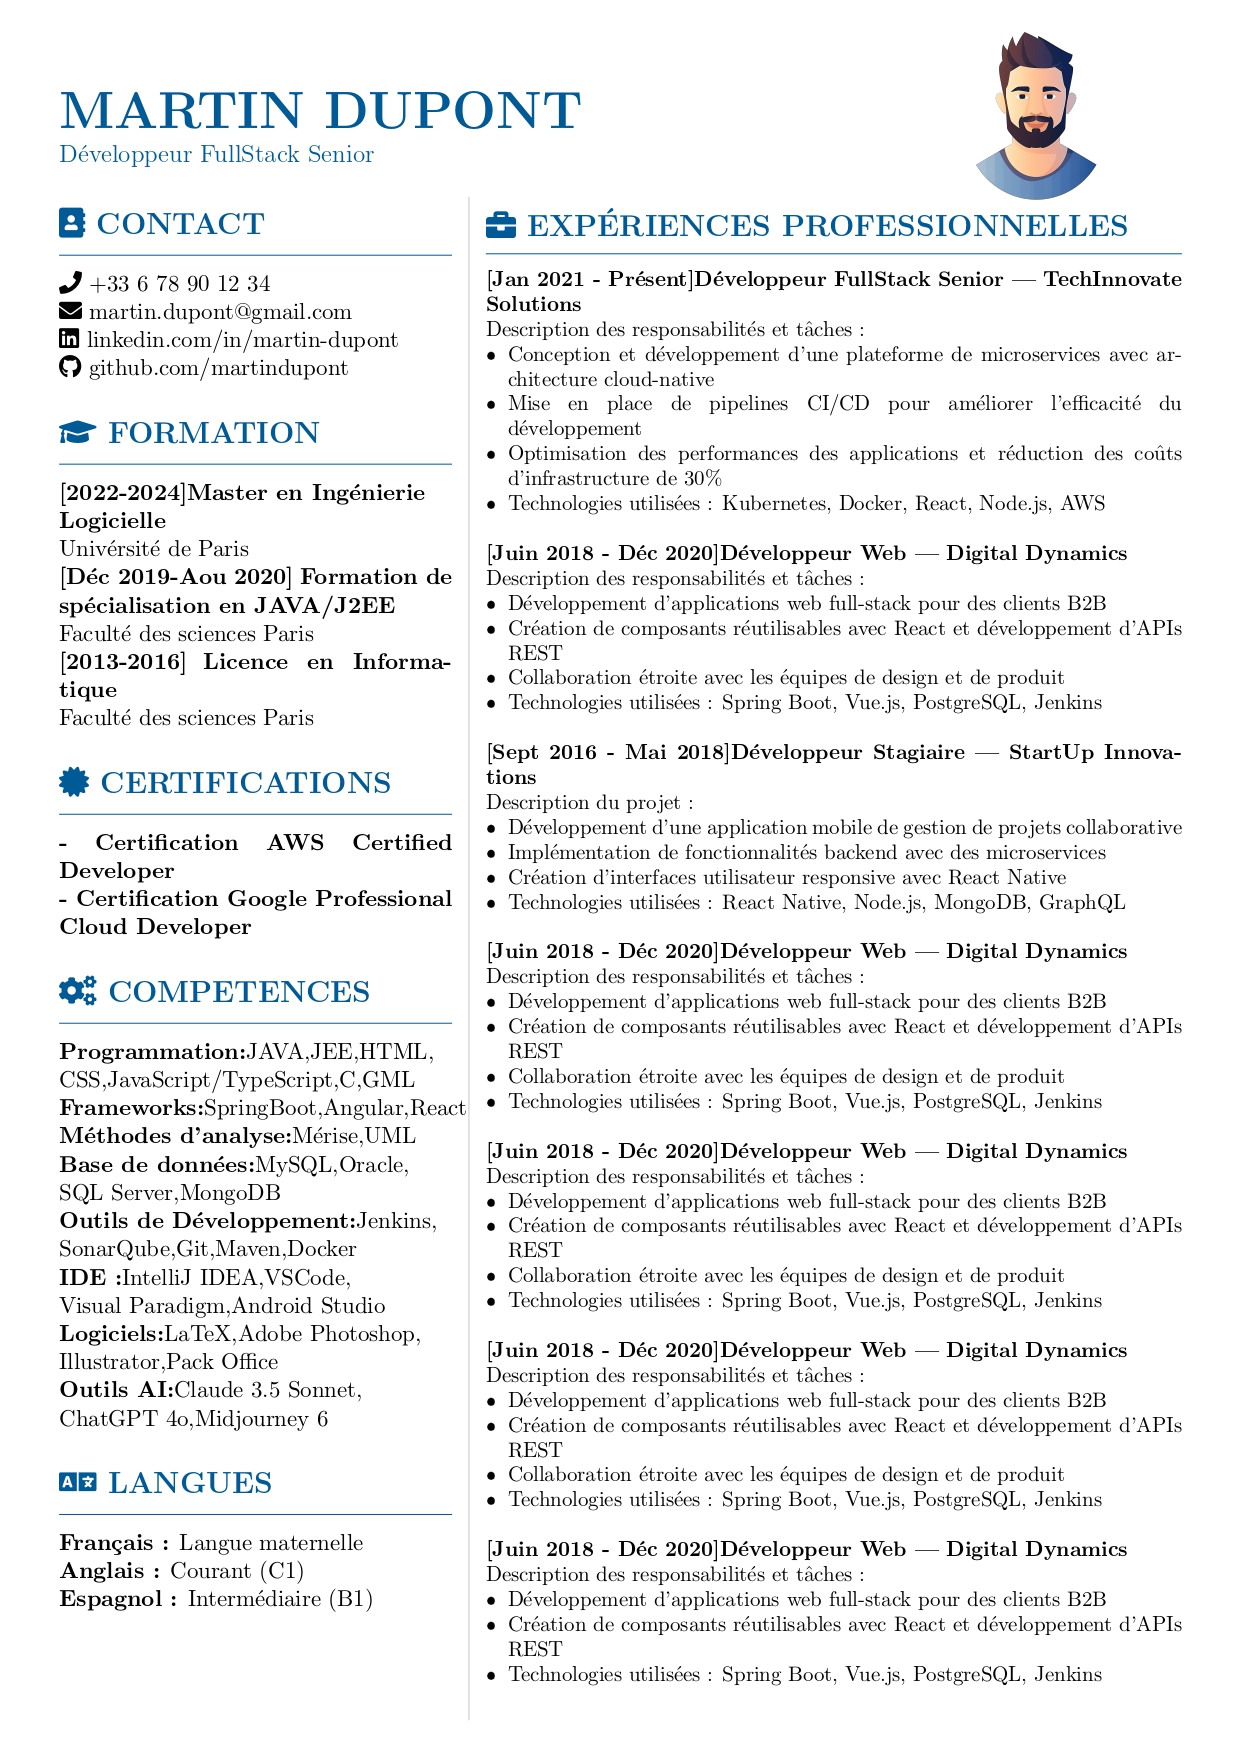 MARTIN DUPONT
Développeur FullStack Senior
CONTACT
+33 6 78 90 12 34
martin.dupont@gmail.com
linkedin.com/in/martin-dupont
github.com/martindupont
FORMATION
[2022-2024]Master en Ingénierie
Logicielle
Univérsité de Paris
[Déc 2019-Aou 2020] Formation de
spécialisation en JAVA/J2EE
Faculté des sciences Paris
[2013-2016] Licence en Informa-
tique
Faculté des sciences Paris
CERTIFICATIONS
- Certification AWS Certified
Developer
- Certification Google Professional
Cloud Developer
COMPETENCES
Programmation:JAVA,JEE,HTML,
CSS,JavaScript/TypeScript,C,GML
Frameworks:SpringBoot,Angular,React
Méthodes d'analyse:Mérise,UML
Base de données:MySQL,Oracle,
SQL Server,MongoDB
Outils de Développement:Jenkins,
SonarQube,Git,Maven,Docker
IDE :IntelliJ IDEA,VSCode,
Visual Paradigm,Android Studio
Logiciels:LaTeX,Adobe Photoshop,
Illustrator,Pack Office
Outils AI:Claude 3.5 Sonnet,
ChatGPT 4o,Midjourney 6
LANGUES
Français : Langue maternelle
Anglais : Courant (C1)
Espagnol : Intermédiaire (B1)
EXPÉRIENCES PROFESSIONNELLES
[Jan 2021 - Présent]Développeur FullStack Senior — TechInnovate
Solutions
Description des responsabilités et tâches :
• Conception et développement d'une plateforme de microservices avec ar-
chitecture cloud-native
• Mise en place de pipelines CI/CD pour améliorer l'efficacité du
développement
• Optimisation des performances des applications et réduction des coûts
d'infrastructure de 30%
• Technologies utilisées : Kubernetes, Docker, React, Node.js, AWS
[Juin 2018 - Déc 2020]Développeur Web — Digital Dynamics
Description des responsabilités et tâches :
• Développement d'applications web full-stack pour des clients B2B
• Création de composants réutilisables avec React et développement d'APIs
REST
• Collaboration étroite avec les équipes de design et de produit
• Technologies utilisées : Spring Boot, Vue.js, PostgreSQL, Jenkins
[Sept 2016 - Mai 2018]Développeur Stagiaire — StartUp Innova-
tions
Description du projet :
• Développement d'une application mobile de gestion de projets collaborative
• Implémentation de fonctionnalités backend avec des microservices
• Création d'interfaces utilisateur responsive avec React Native
• Technologies utilisées : React Native, Node.js, MongoDB, GraphQL
[Juin 2018 - Déc 2020]Développeur Web — Digital Dynamics
Description des responsabilités et tâches :
• Développement d'applications web full-stack pour des clients B2B
• Création de composants réutilisables avec React et développement d'APIs
REST
• Collaboration étroite avec les équipes de design et de produit
• Technologies utilisées : Spring Boot, Vue.js, PostgreSQL, Jenkins
[Juin 2018 - Déc 2020]Développeur Web — Digital Dynamics
Description des responsabilités et tâches :
• Développement d'applications web full-stack pour des clients B2B
• Création de composants réutilisables avec React et développement d'APIs
REST
• Collaboration étroite avec les équipes de design et de produit
• Technologies utilisées : Spring Boot, Vue.js, PostgreSQL, Jenkins
[Juin 2018 - Déc 2020]Développeur Web — Digital Dynamics
Description des responsabilités et tâches :
• Développement d'applications web full-stack pour des clients B2B
• Création de composants réutilisables avec React et développement d'APIs
REST
• Collaboration étroite avec les équipes de design et de produit
• Technologies utilisées : Spring Boot, Vue.js, PostgreSQL, Jenkins
[Juin 2018 - Déc 2020]Développeur Web — Digital Dynamics
Description des responsabilités et tâches :
• Développement d'applications web full-stack pour des clients B2B
• Création de composants réutilisables avec React et développement d'APIs
REST
• Technologies utilisées : Spring Boot, Vue.js, PostgreSQL, Jenkins